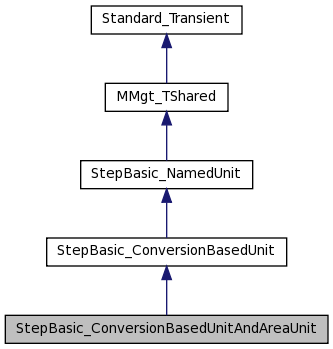 Standard_Transient
MMgt_TShared
StepBasic_NamedUnit
StepBasic_ConversionBasedUnit
StepBasic_ConversionBasedUnitAndAreaUnit